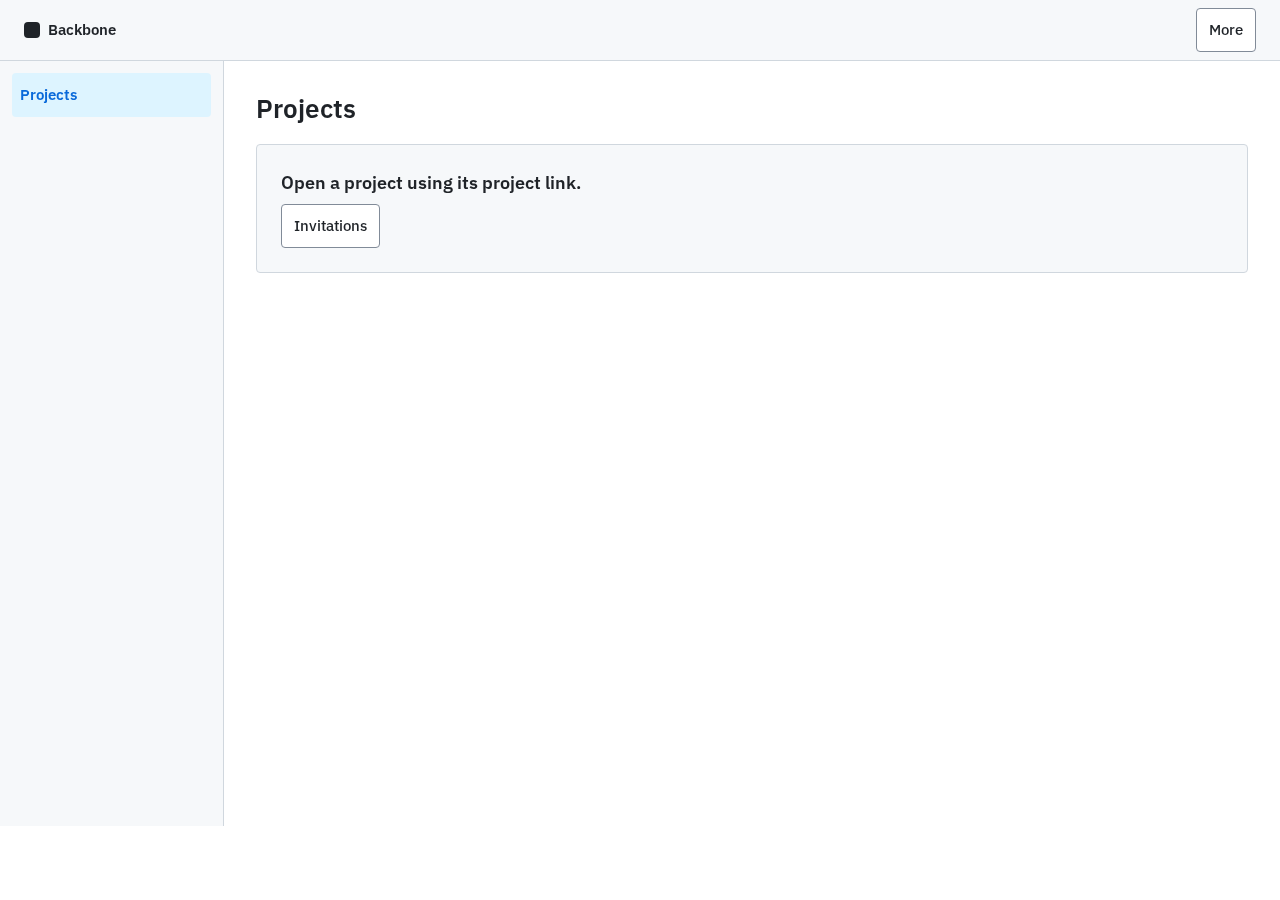 Backbone
More
Projects
Projects
Open a project using its project link.
Invitations